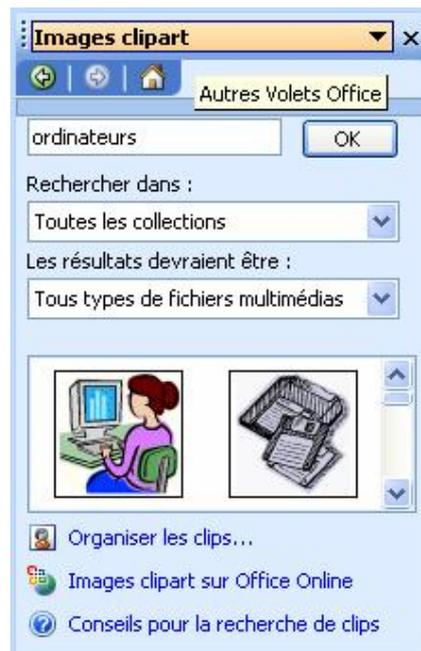 Images clipart
Autres Volets Office
ordinateurs
OK
Rechercher dans :
Toutes les collections
Les résultats devraient être :
Tous types de fichiers multimédias
Organiser les clips...
Images clipart sur Office Online
Conseils pour la recherche de clips